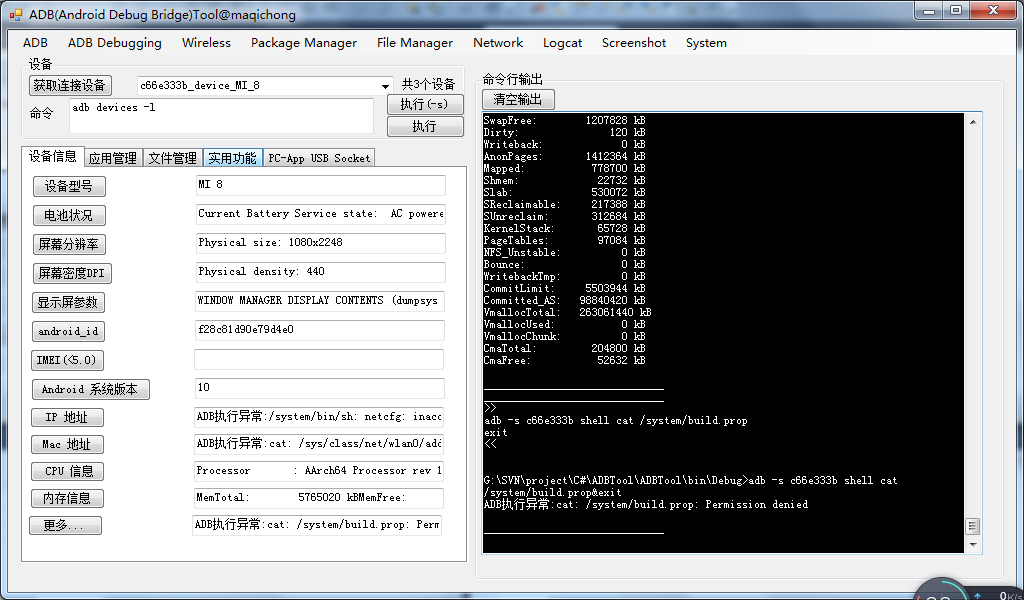 ADB(Android Debug Bridge)Tool@maqichong
ADB ADB Debugging Wireless Package Manager File Manager Network Logcat Screenshot System
设备
获取连接设备 c66e333b_device_MI_8 共3个设备
命令 adb devices -l
执行(-s)
执行
设备信息 应用管理 文件管理 实用功能 PC-App USB Socket
设备型号 MI 8
电池状况 Current Battery Service state: AC powere
屏幕分辨率 Physical size: 1080x2248
屏幕密度DPI Physical density: 440
显示屏参数 WINDOW MANAGER DISPLAY CONTENTS (dumpsys
android_id f28c81d90e79d4e0
IMEI(<5.0)
Android 系统版本 10
IP 地址 ADB执行异常:/system/bin/sh: netcfg: inacc
Mac 地址 ADB执行异常:cat: /sys/class/net/wlan0/add
CPU 信息 Processor : AArch64 Processor rev 1
内存信息 MemTotal: 5765020 kBMemFree:
更多... ADB执行异常:cat: /system/build.prop: Perm
命令行输出
清空输出
SwapFree: 1207828 kB
Dirty: 120 kB
Writeback: 0 kB
AnonPages: 1412364 kB
Mapped: 778700 kB
Shmem: 22732 kB
Slab: 530072 kB
SReclaimable: 217388 kB
SUnreclaim: 312684 kB
KernelStack: 65728 kB
PageTables: 97084 kB
NFS_Unstable: 0 kB
Bounce: 0 kB
WritebackTmp: 0 kB
CommitLimit: 5503944 kB
Committed_AS: 98840420 kB
VmallocTotal: 263061440 kB
VmallocUsed: 0 kB
VmallocChunk: 0 kB
CmaTotal: 204800 kB
CmaFree: 52632 kB
>>
adb -s c66e333b shell cat /system/build.prop
exit
<<
G:\SVN\project\C#\ADBTool\ADBTool\bin\Debug>adb -s c66e333b shell cat
/system/build.prop&exit
ADB执行异常:cat: /system/build.prop: Permission denied
0K/s